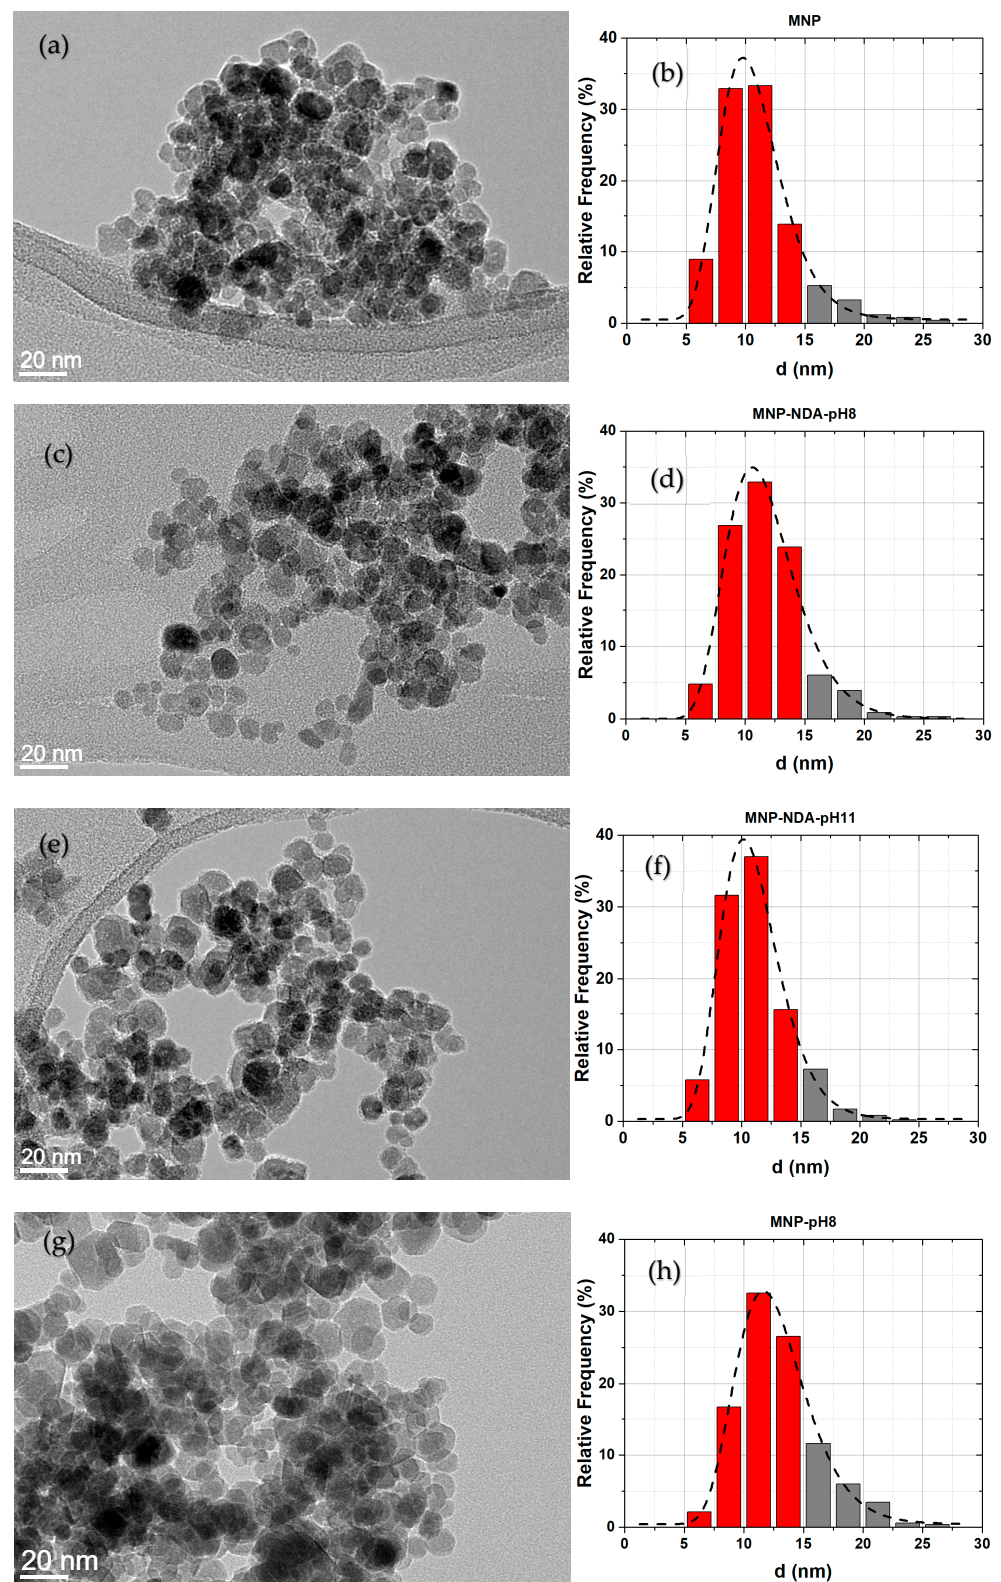 (a)
20 nm
MNP
(b)
Relative Frequency (%)
40
30
20
10
0
0 5 10 15 20 25 30
d (nm)
(c)
20 nm
MNP-NDA-pH8
(d)
Relative Frequency (%)
40
30
20
10
0
0 5 10 15 20 25 30
d (nm)
(e)
20 nm
MNP-NDA-pH11
(f)
Relative Frequency (%)
40
30
20
10
0
0 5 10 15 20 25 30
d (nm)
(g)
20 nm
MNP-pH8
(h)
Relative Frequency (%)
40
30
20
10
0
0 5 10 15 20 25 30
d (nm)